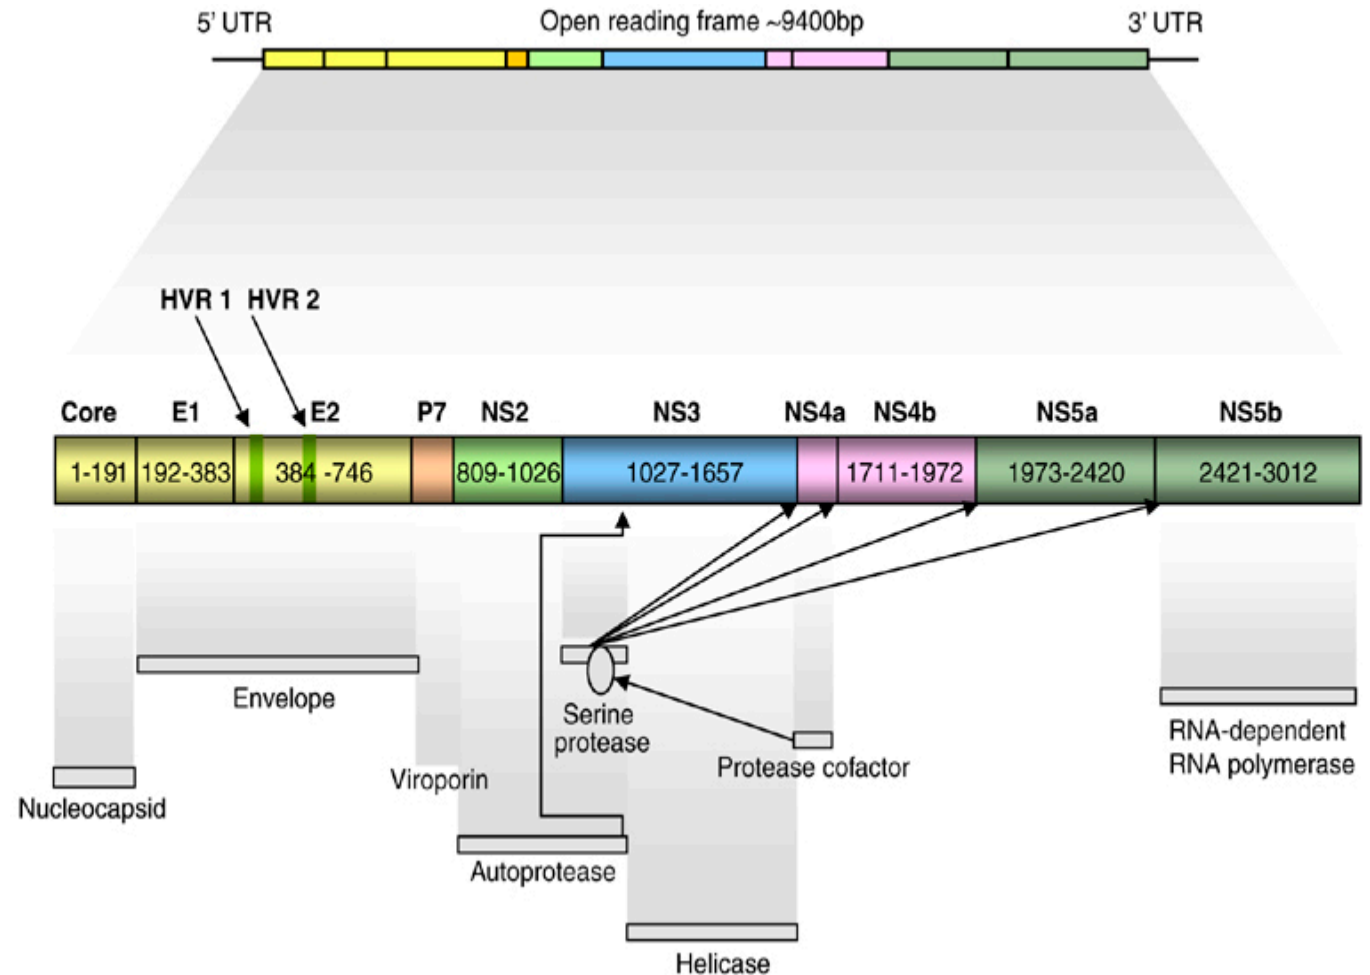 5' UTR Open reading frame ~9400bp 3' UTR
HVR 1 HVR 2
Core E1 E2 P7 NS2 NS3 NS4a NS4b NS5a NS5b
1-191 192-383 384 -746 809-1026 1027-1657 1711-1972 1973-2420 2421-3012
Envelope
Serine
protease
RNA-dependent
RNA polymerase
Protease cofactor
Viroporin
Nucleocapsid
Autoprotease
Helicase